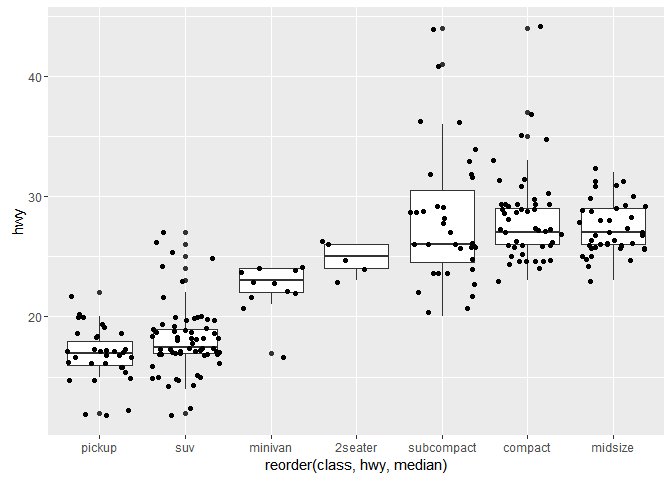 hwy
40
30
20
pickup suv minivan 2seater subcompact compact midsize
reorder(class, hwy, median)